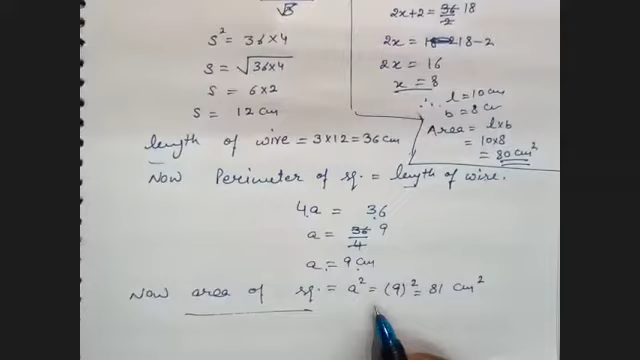 √3
s² = 36×4
s = √36×4
s = 6×2
s = 12 cm
length of wire = 3×12 = 36 cm
2x+2 = 36/2 18
2x = 18-2
2x = 16
x = 8
∴ l = 10 cm
b = 8 cm
Area = l×b
= 10×8
= 80 cm²
Now Perimeter of sq. = length of wire.
4a = 36
a = 36/4 9
a = 9 cm
Now area of sq. = a² = (9)² = 81 cm²